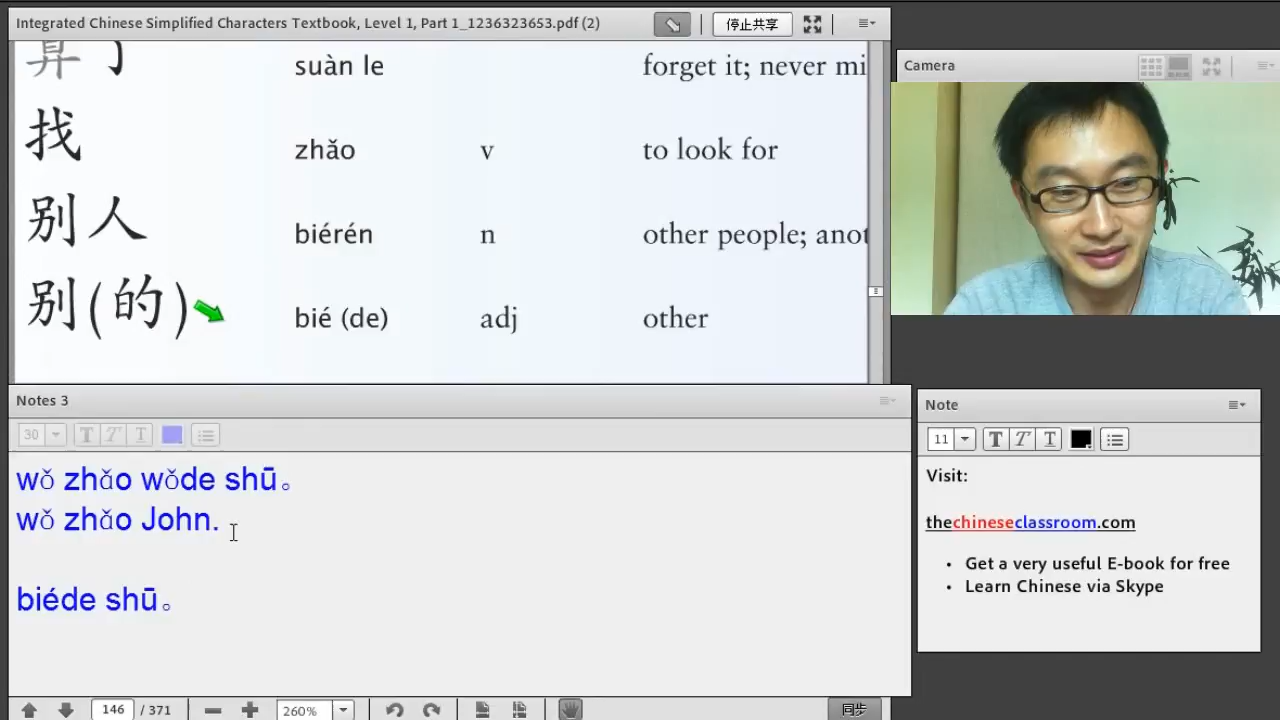 Integrated Chinese Simplified Characters Textbook, Level 1, Part 1_1236323653.pdf (2)
停止共享
算了 suàn le forget it; never mi
找 zhǎo v to look for
别人 biérén n other people; anot
别(的) bié (de) adj other
Camera
Notes 3
30
wǒ zhǎo wǒde shū。
wǒ zhǎo John.
biéde shū。
146 / 371
260%
同步
Note
11
Visit:
thechineseclassroom.com
• Get a very useful E-book for free
• Learn Chinese via Skype